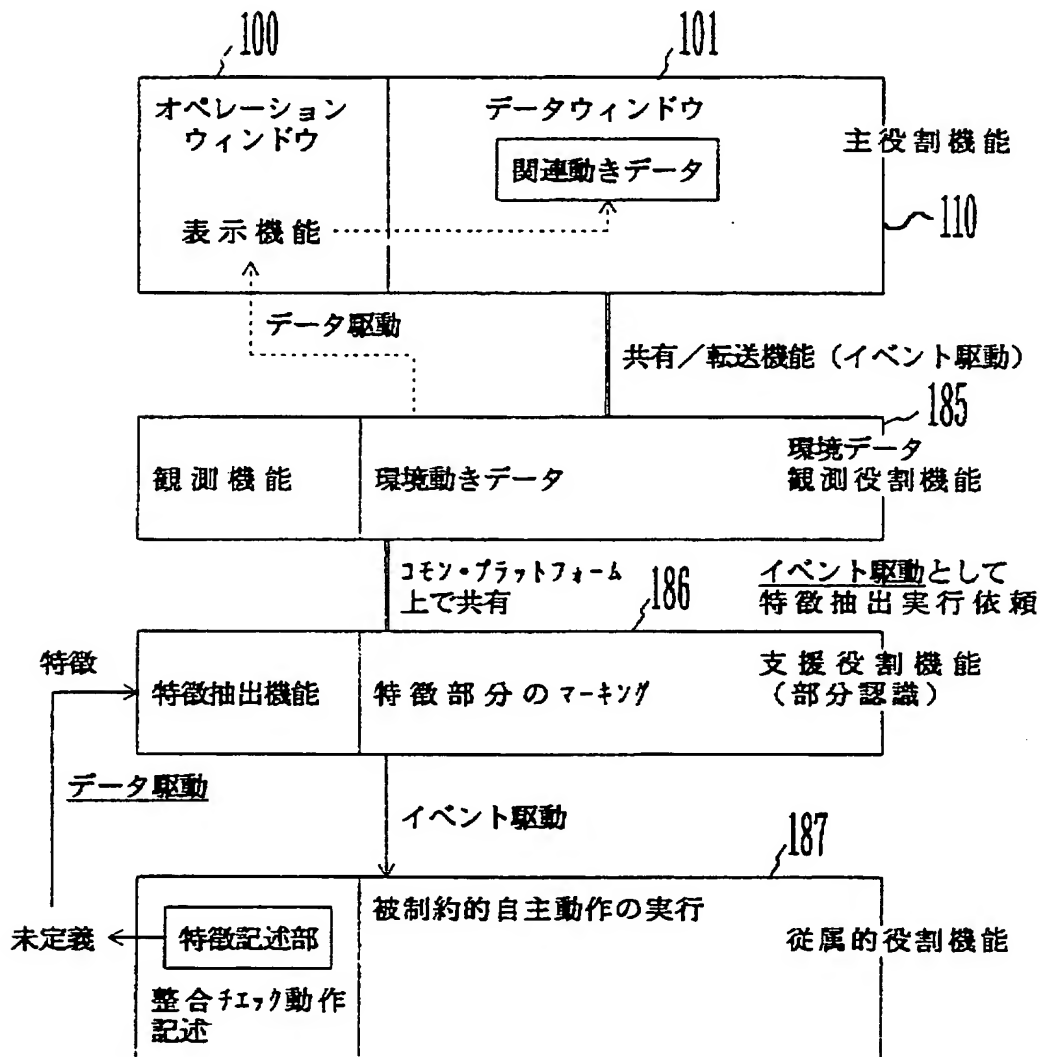 100
101
オペレーション
ウィンドウ
データウィンドウ
関連動きデータ
主役割機能
110
表示機能
データ駆動
共有／転送機能（イベント駆動）
185
観測機能
環境動きデータ
環境データ
観測役割機能
コモン・プラットフォーム
上で共有
186
イベント駆動として
特徴抽出実行依頼
特徴
特徴抽出機能
特徴部分のマーキング
支援役割機能
（部分認識）
データ駆動
イベント駆動
187
未定義
特徴記述部
被制約的自主動作の実行
従属的役割機能
整合チェック動作
記述